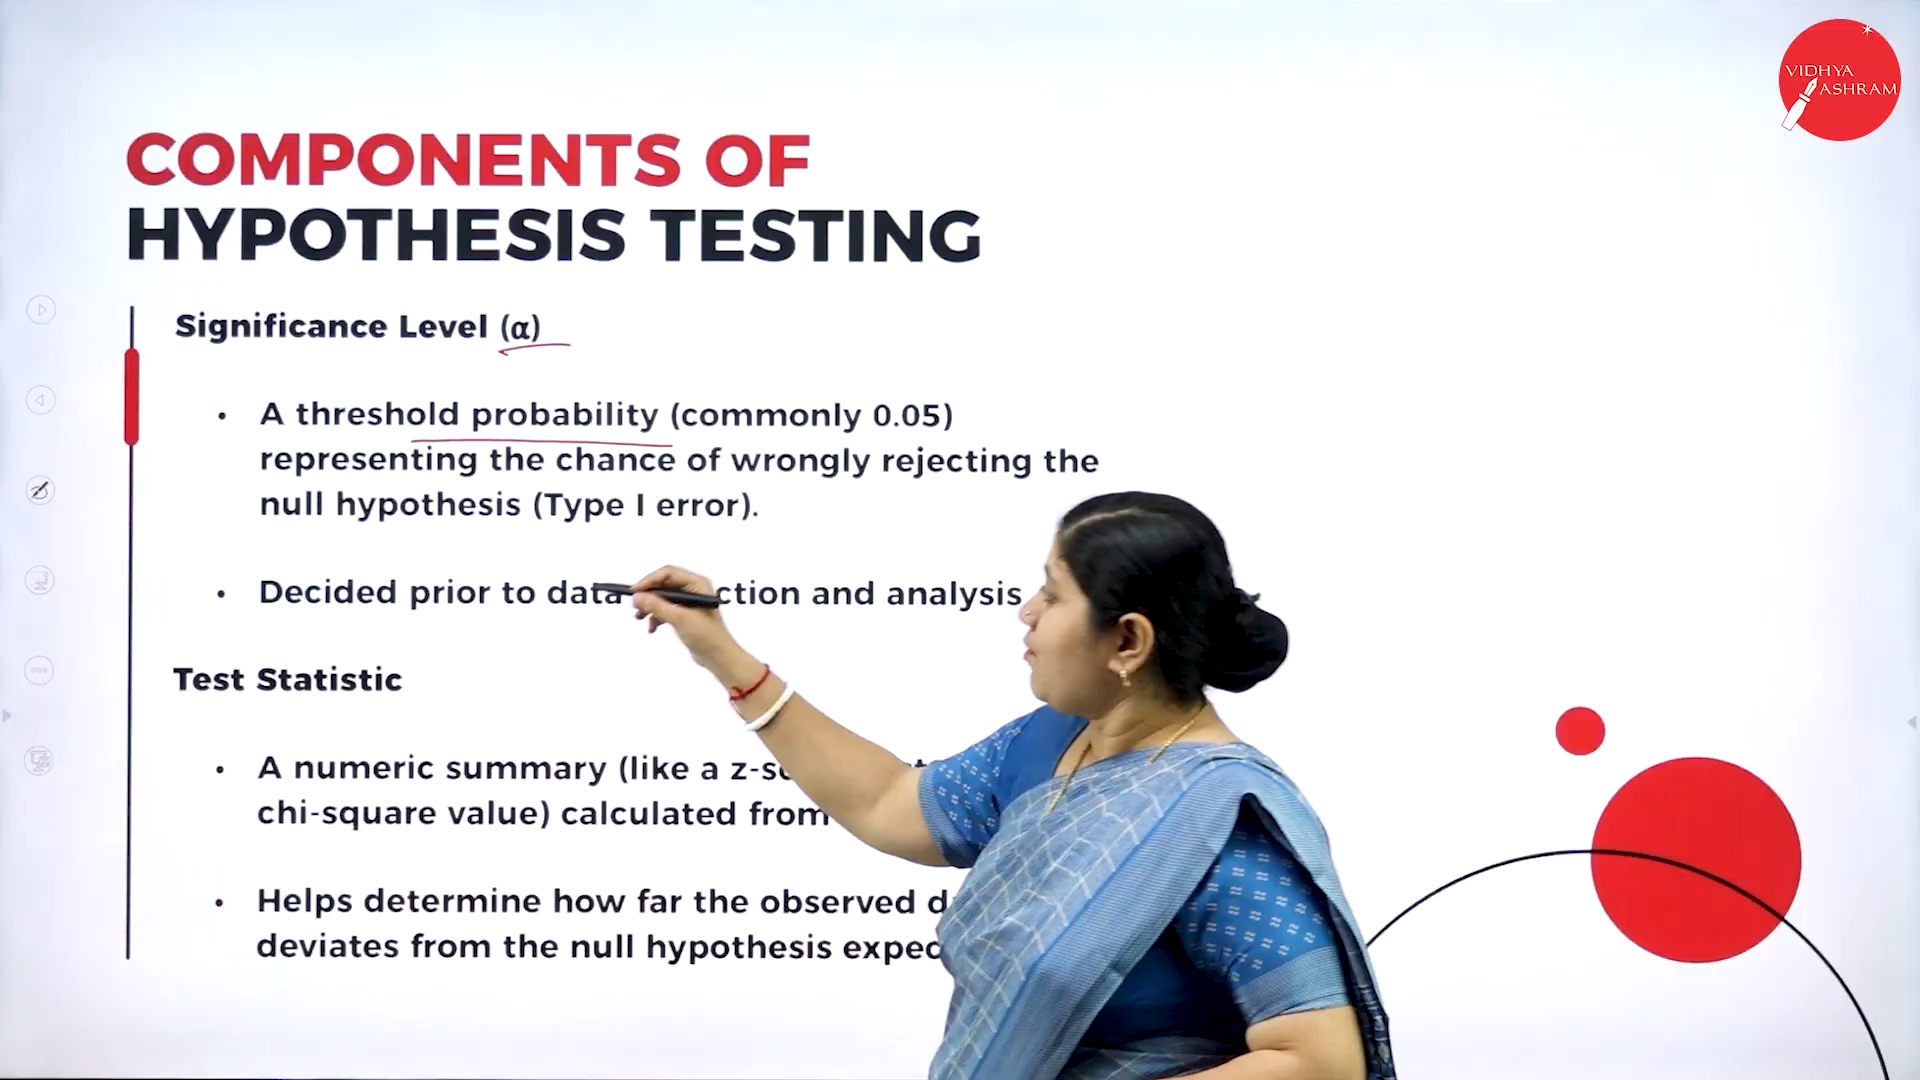 VIDHYA
ASHRAM
COMPONENTS OF
HYPOTHESIS TESTING
Significance Level (α)
• A threshold probability (commonly 0.05)
representing the chance of wrongly rejecting the
null hypothesis (Type I error).
• Decided prior to data ction and analysis
Test Statistic
• A numeric summary (like a z-s
chi-square value) calculated from
• Helps determine how far the observed d
deviates from the null hypothesis expec